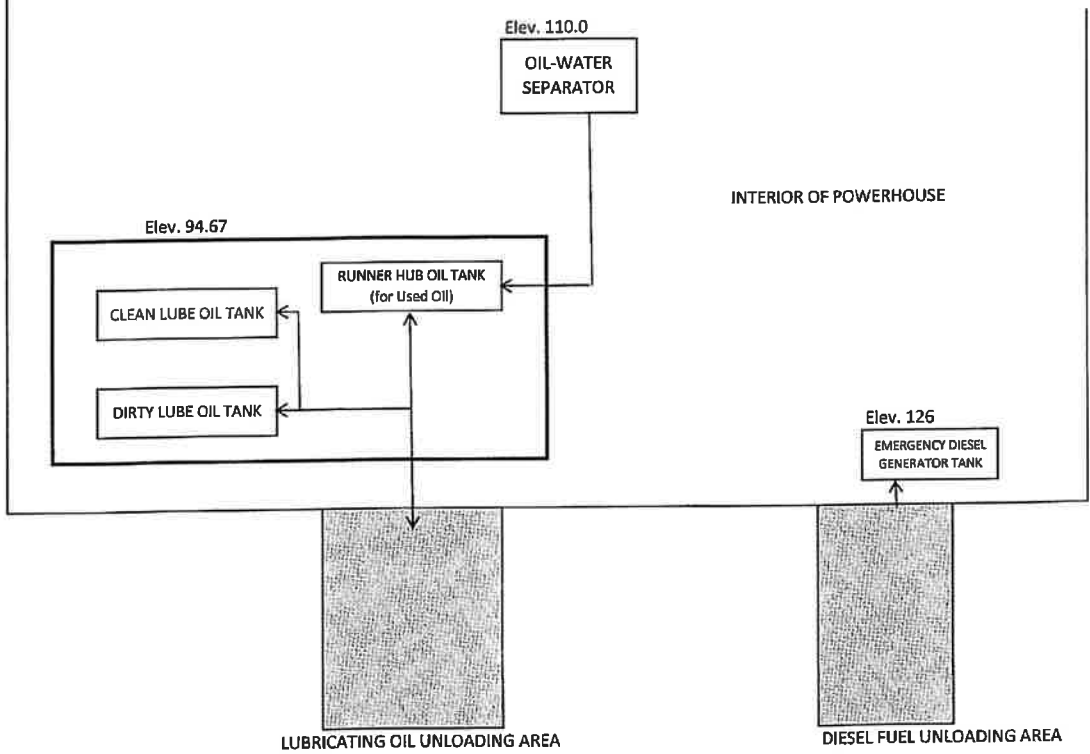 Elev. 110.0
OIL-WATER
SEPARATOR
INTERIOR OF POWERHOUSE
Elev. 94.67
RUNNER HUB OIL TANK
(for Used Oil)
CLEAN LUBE OIL TANK
DIRTY LUBE OIL TANK
Elev. 126
EMERGENCY DIESEL
GENERATOR TANK
LUBRICATING OIL UNLOADING AREA
DIESEL FUEL UNLOADING AREA